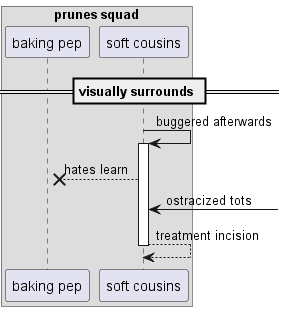 prunes squad
baking pep
soft cousins
visually surrounds
buggered afterwards
hates learn
ostracized tots
treatment incision
baking pep
soft cousins